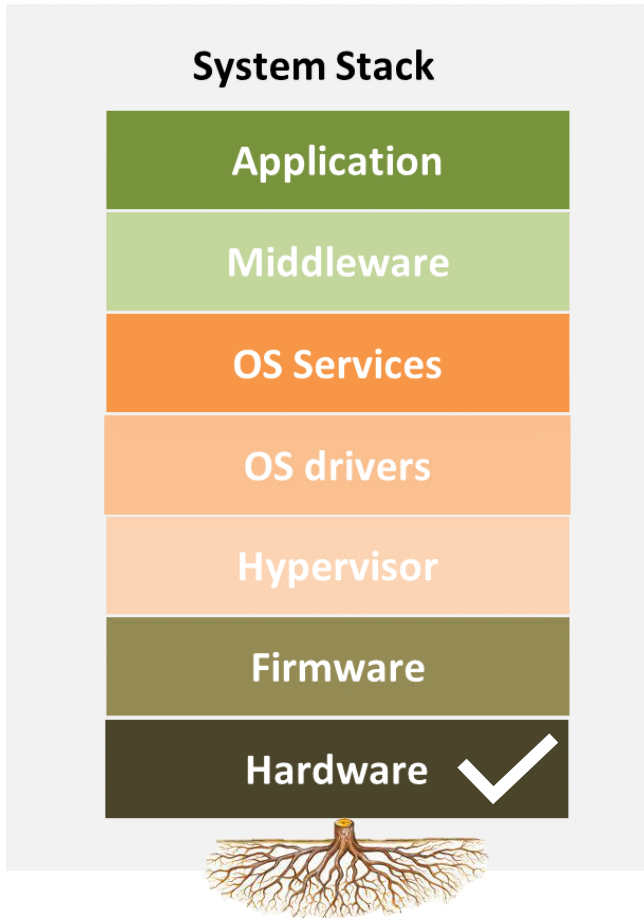 System Stack
Application
Middleware
OS Services
OS drivers
Hypervisor
Firmware
Hardware